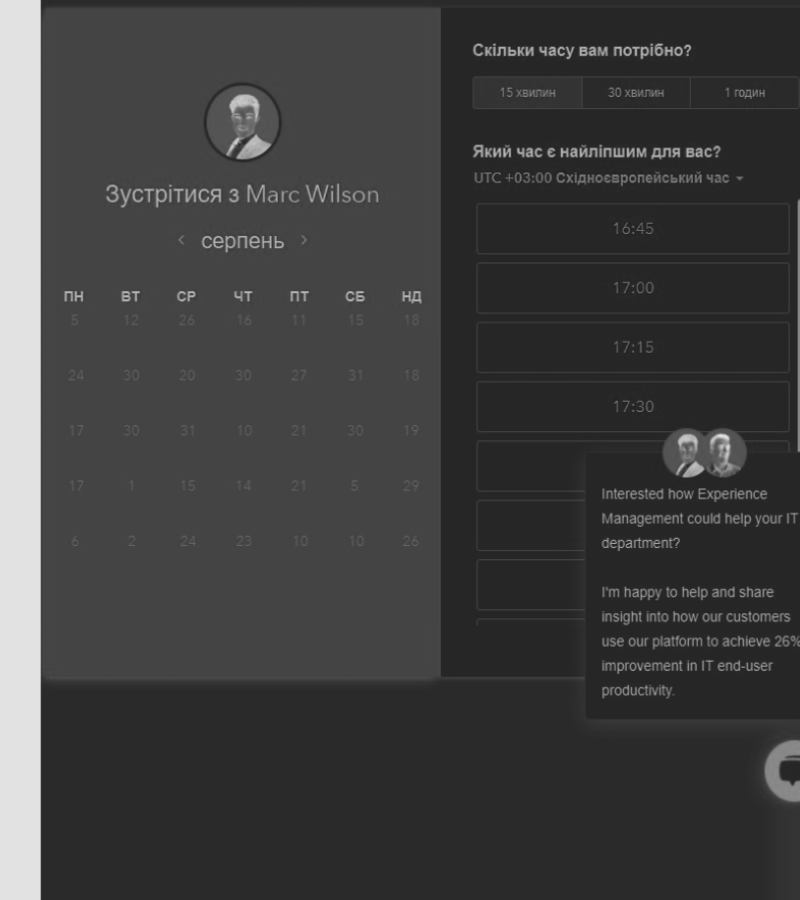 Зустрітися з Marc Wilson
‹ серпень ›
ПН ВТ СР ЧТ ПТ СБ НД
5 12 26 16 11 15 18
24 30 20 30 27 31 18
17 30 31 10 21 30 19
17 1 15 14 21 5 29
6 2 24 23 10 10 26
Скільки часу вам потрібно?
15 хвилин 30 хвилин 1 годин
Який час є найліпшим для вас?
UTC +03:00 Східноєвропейський час
16:45
17:00
17:15
17:30
Interested how Experience
Management could help your IT
department?
I'm happy to help and share
insight into how our customers
use our platform to achieve 26%
improvement in IT end-user
productivity.